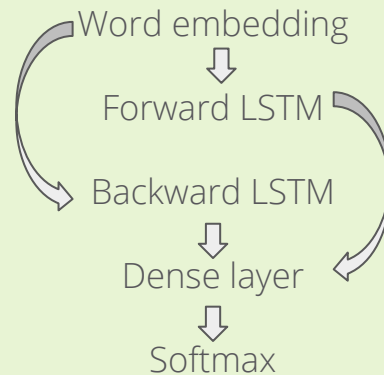 Word embedding
Forward LSTM
Backward LSTM
Dense layer
Softmax